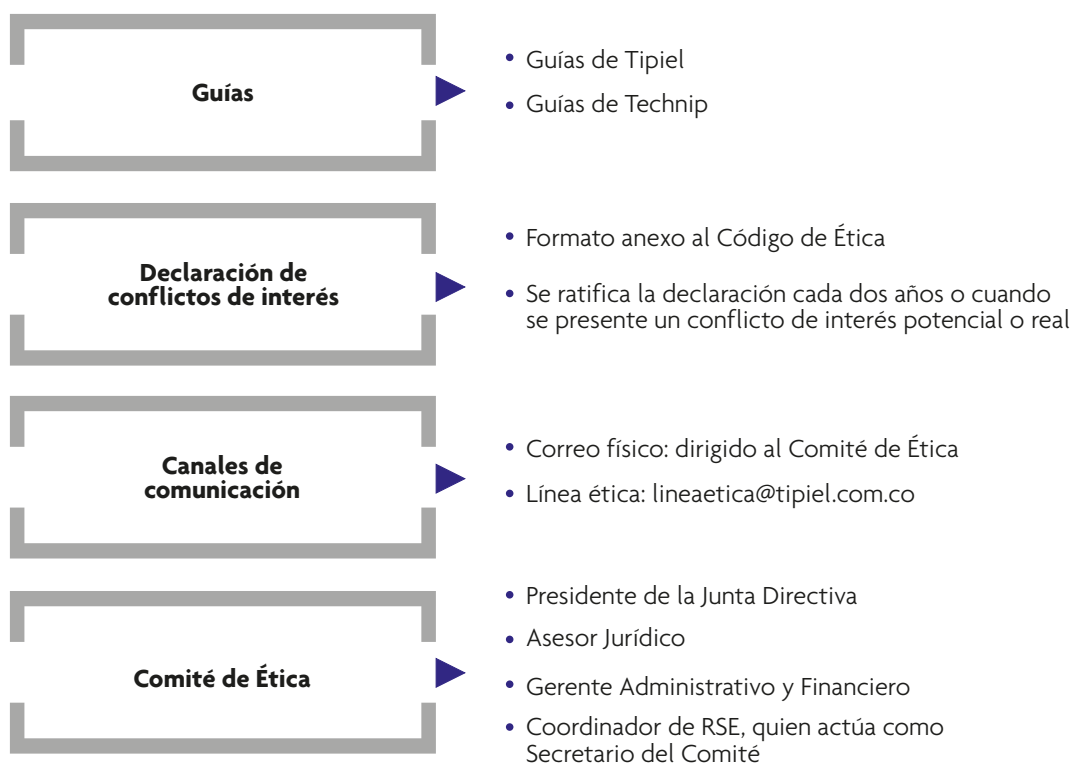 Guías
• Guías de Tipiel
• Guías de Technip
Declaración de
conflictos de interés
• Formato anexo al Código de Ética
• Se ratifica la declaración cada dos años o cuando
se presente un conflicto de interés potencial o real
Canales de
comunicación
• Correo físico: dirigido al Comité de Ética
• Línea ética: lineaetica@tipiel.com.co
Comité de Ética
• Presidente de la Junta Directiva
• Asesor Jurídico
• Gerente Administrativo y Financiero
• Coordinador de RSE, quien actúa como
Secretario del Comité